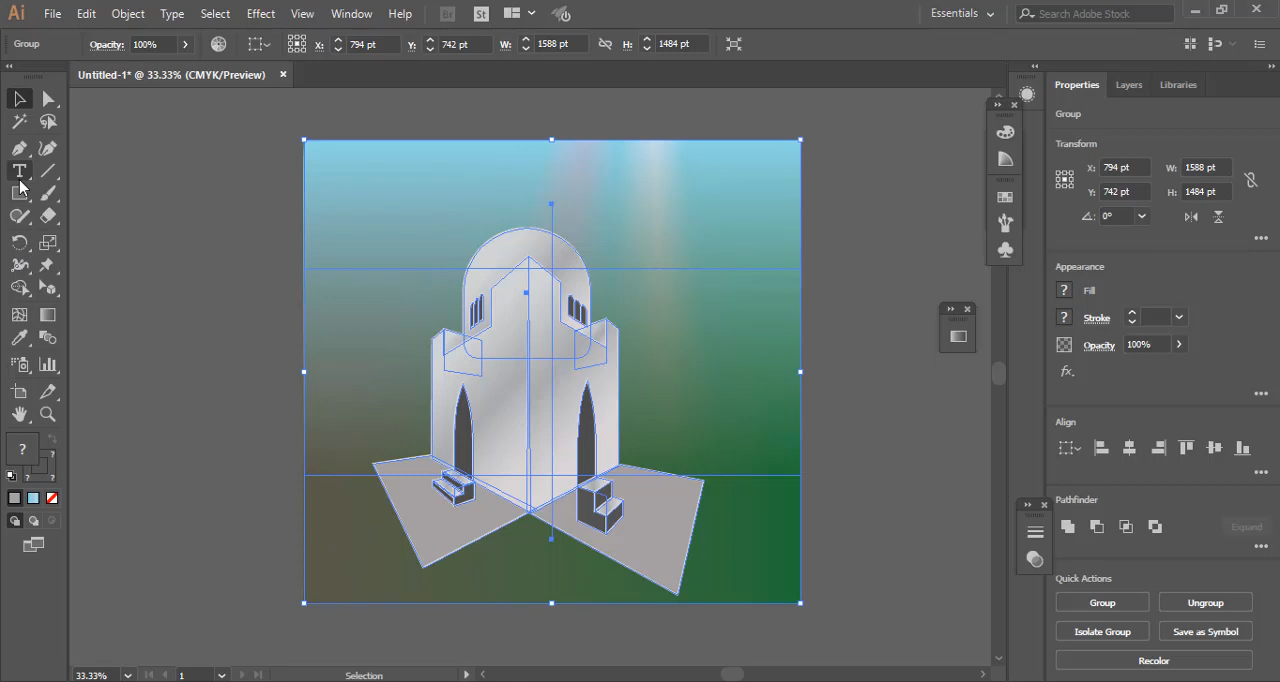 Ai File Edit Object Type Select Effect View Window Help Br St Essentials Search Adobe Stock
Group Opacity: 100% X: 794 pt Y: 742 pt W: 1588 pt H: 1484 pt
Untitled-1* @ 33.33% (CMYK/Preview)
Properties Layers Libraries
Group
Transform
X: 794 pt W: 1588 pt
Y: 742 pt H: 1484 pt
0°
Appearance
? Fill
? Stroke
Opacity 100%
fx.
Align
Pathfinder
Expand
Quick Actions
Group Ungroup
Isolate Group Save as Symbol
Recolor
T
?
?
? ?
33.33% 1 Selection